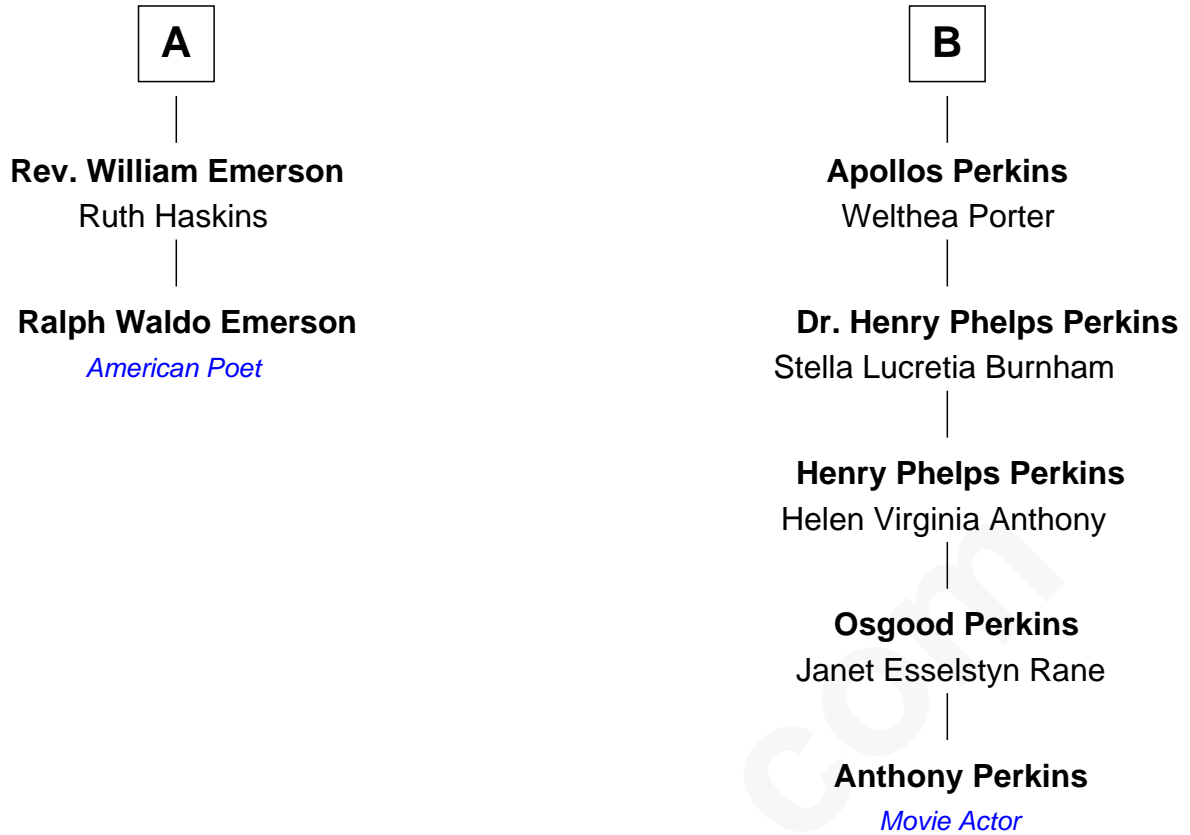 A
Rev. William Emerson
Ruth Haskins
Ralph Waldo Emerson
American Poet
B
Apollos Perkins
Welthea Porter
Dr. Henry Phelps Perkins
Stella Lucretia Burnham
Henry Phelps Perkins
Helen Virginia Anthony
Osgood Perkins
Janet Esselstyn Rane
Anthony Perkins
Movie Actor
com